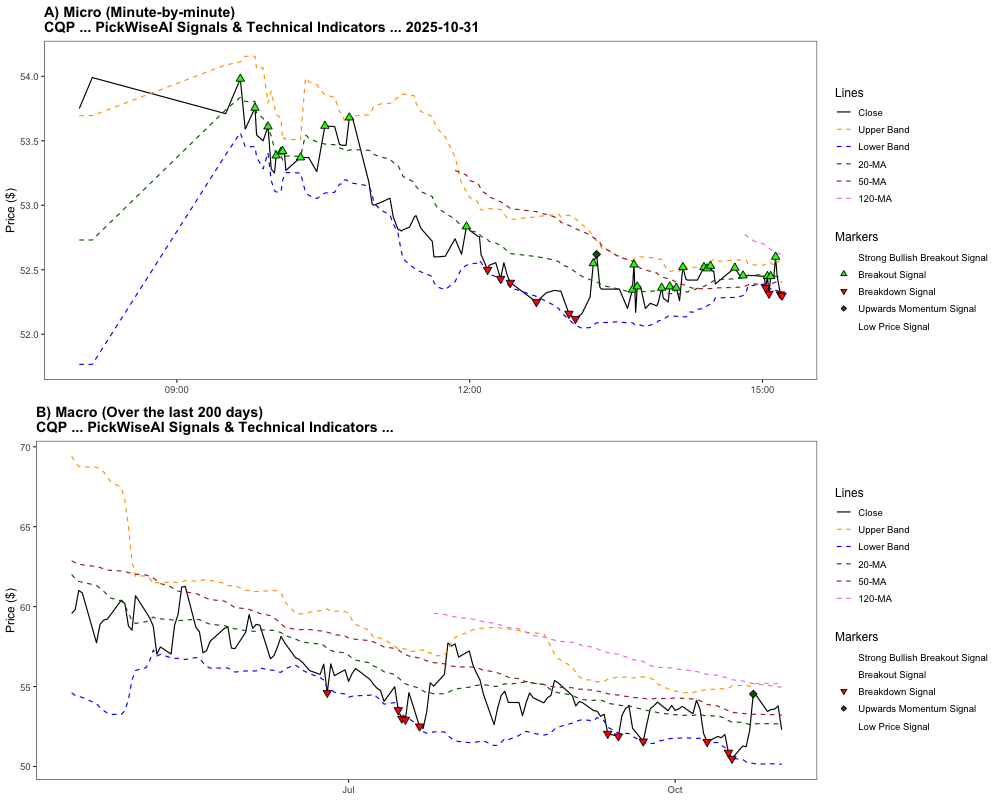 A) Micro (Minute-by-minute)
CQP ... PickWiseAI Signals & Technical Indicators ... 2025-10-31
Price ($)
54.0
53.5
53.0
52.5
52.0
09:00
12:00
15:00
Lines
Close
Upper Band
Lower Band
20-MA
50-MA
120-MA
Markers
Strong Bullish Breakout Signal
Breakout Signal
Breakdown Signal
Upwards Momentum Signal
Low Price Signal
B) Macro (Over the last 200 days)
CQP ... PickWiseAI Signals & Technical Indicators ...
Price ($)
70
65
60
55
50
Jul
Oct
Lines
Close
Upper Band
Lower Band
20-MA
50-MA
120-MA
Markers
Strong Bullish Breakout Signal
Breakout Signal
Breakdown Signal
Upwards Momentum Signal
Low Price Signal